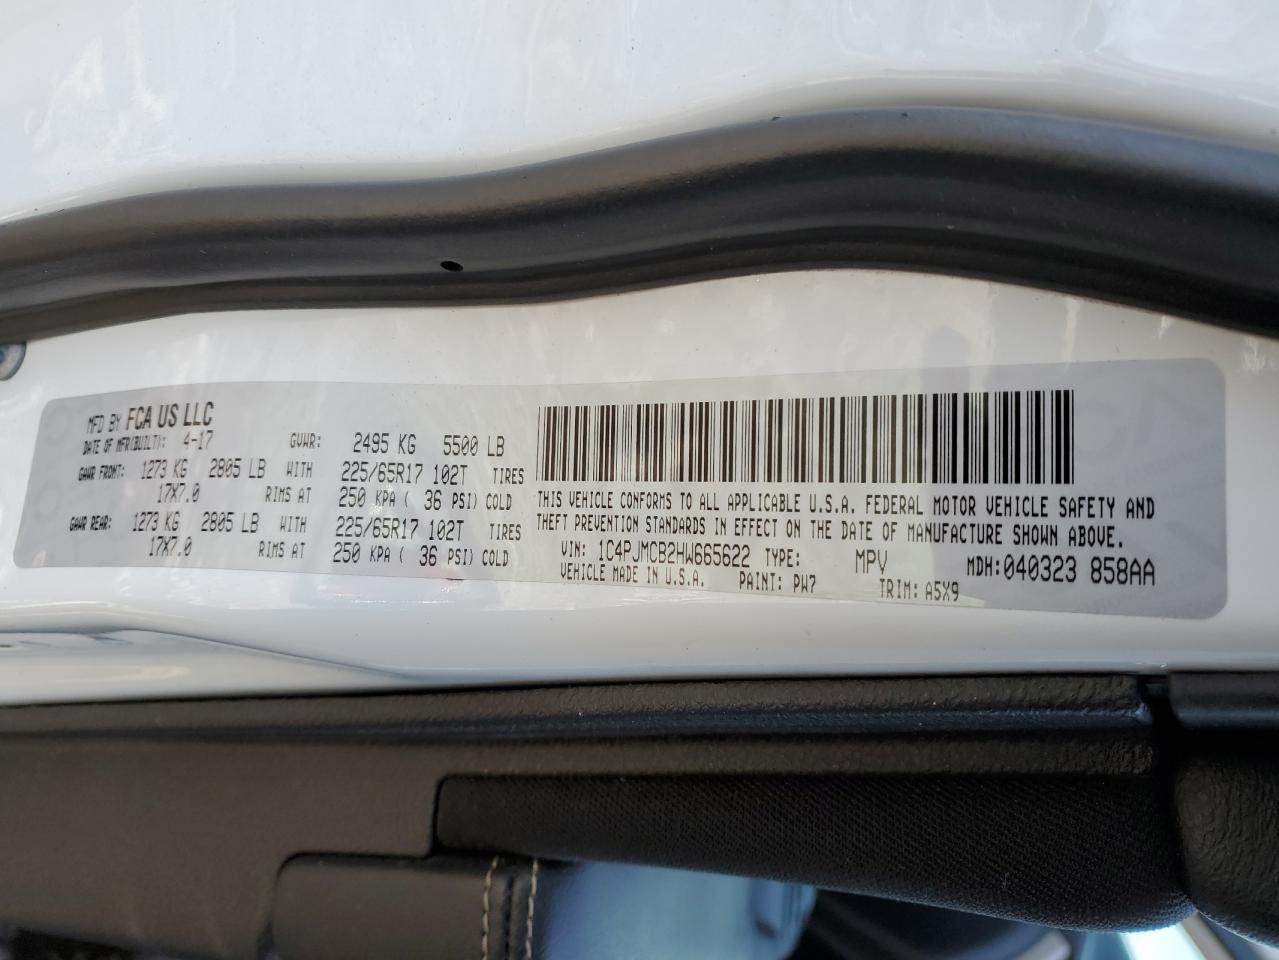 MFD BY FCA US LLC
DATE OF MFR(BUILT): 4-17 GVWR: 2495 KG 5500 LB
GAWR FRONT: 1273 KG 2805 LB WITH 225/65R17 102T TIRES
17X7.0 RIMS AT 250 KPA ( 36 PSI) COLD
GAWR REAR: 1273 KG 2805 LB WITH 225/65R17 102T TIRES
17X7.0 RIMS AT 250 KPA ( 36 PSI) COLD
THIS VEHICLE CONFORMS TO ALL APPLICABLE U.S.A. FEDERAL MOTOR VEHICLE SAFETY AND
THEFT PREVENTION STANDARDS IN EFFECT ON THE DATE OF MANUFACTURE SHOWN ABOVE.
VIN: 1C4PJMCB2HW665622 TYPE: MPV MDH: 040323 858AA
VEHICLE MADE IN U.S.A. PAINT: PW7 TRIM: A5X9